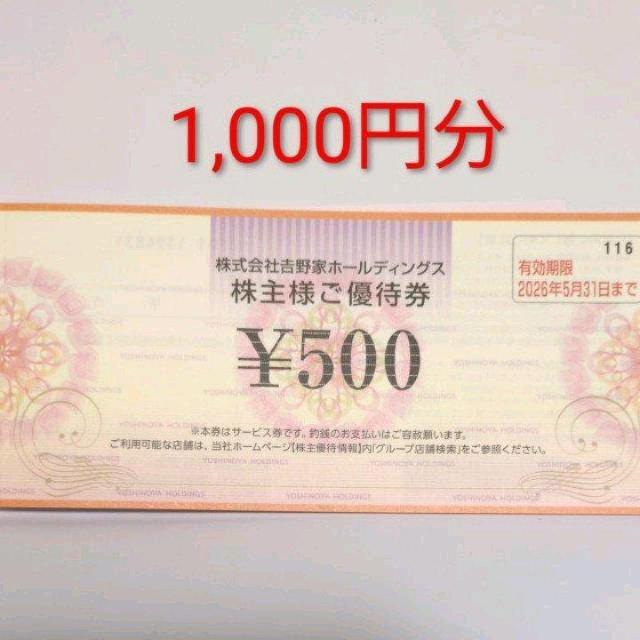 1,000円分
116
有効期限
2026年5月31日まで
株式会社吉野家ホールディングス
株主様ご優待券
¥500
※本券はサービス券です。釣銭のお支払いはご容赦願います。
ご利用可能な店舗は、当社ホームページ【株主優待情報】内「グループ店舗検索」をご参照ください。
YOSHINOYA HOLDINGS
YOSHINOYA HOLDINGS
YOSHINOYA HOLDINGS